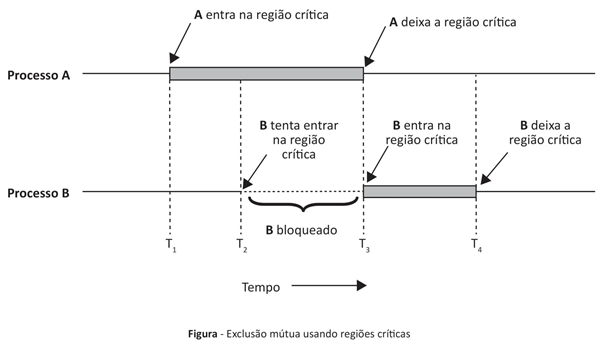 A entra na região crítica
A deixa a região crítica
Processo A
B tenta entrar
na região
crítica
B entra na
região crítica
B deixa a
região crítica
Processo B
B bloqueado
T1
T2
T3
T4
Tempo
Figura - Exclusão mútua usando regiões críticas